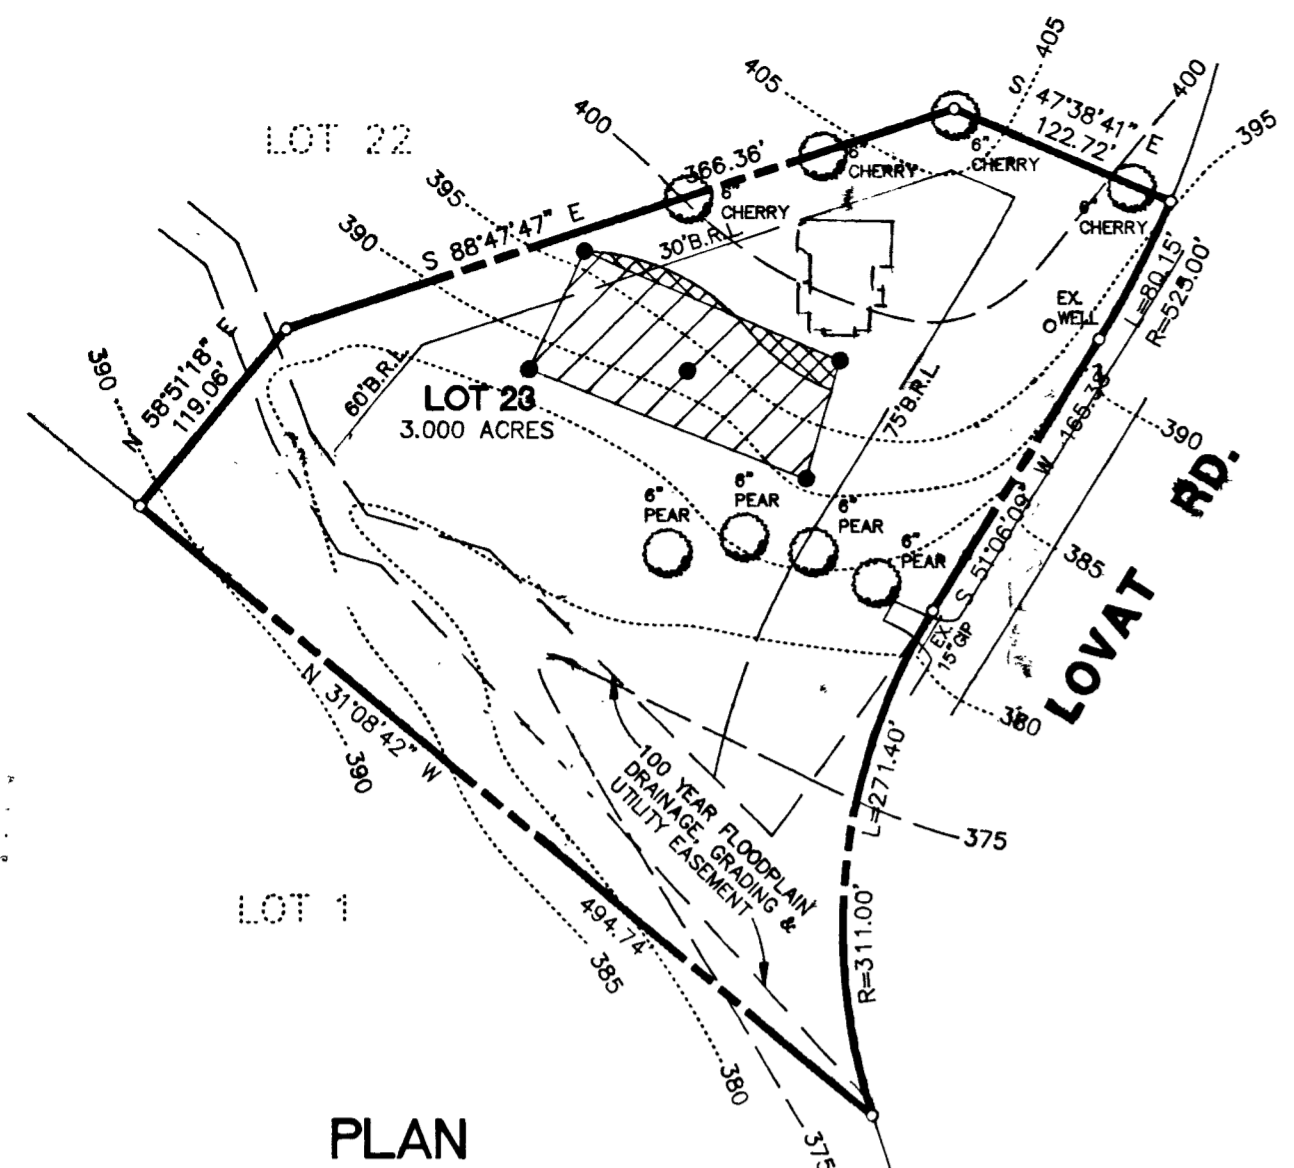 405
405
400
400
395
395
LOT 22
S 47°38'41" E
122.72'
366.36'
6"
CHERRY
6"
CHERRY
6"
CHERRY
6"
CHERRY
S 88°47'47" E
390
30'B.R.L.
EX.
WELL
L=80.15'
R=525.00'
N 58°51'18" E
119.06'
390
60'B.R.L.
LOT 23
3.000 ACRES
75'B.R.L.
S 51°06'09" W
390
RD.
LOVAT
6"
PEAR
6"
PEAR
6"
PEAR
6"
PEAR
385
EX.
15"
380
N 31°08'42" W
390
100 YEAR FLOODPLAIN
DRAINAGE, GRADING &
UTILITY EASEMENT
L=271.40'
R=311.00'
375
LOT 1
494.74'
385
380
375
PLAN